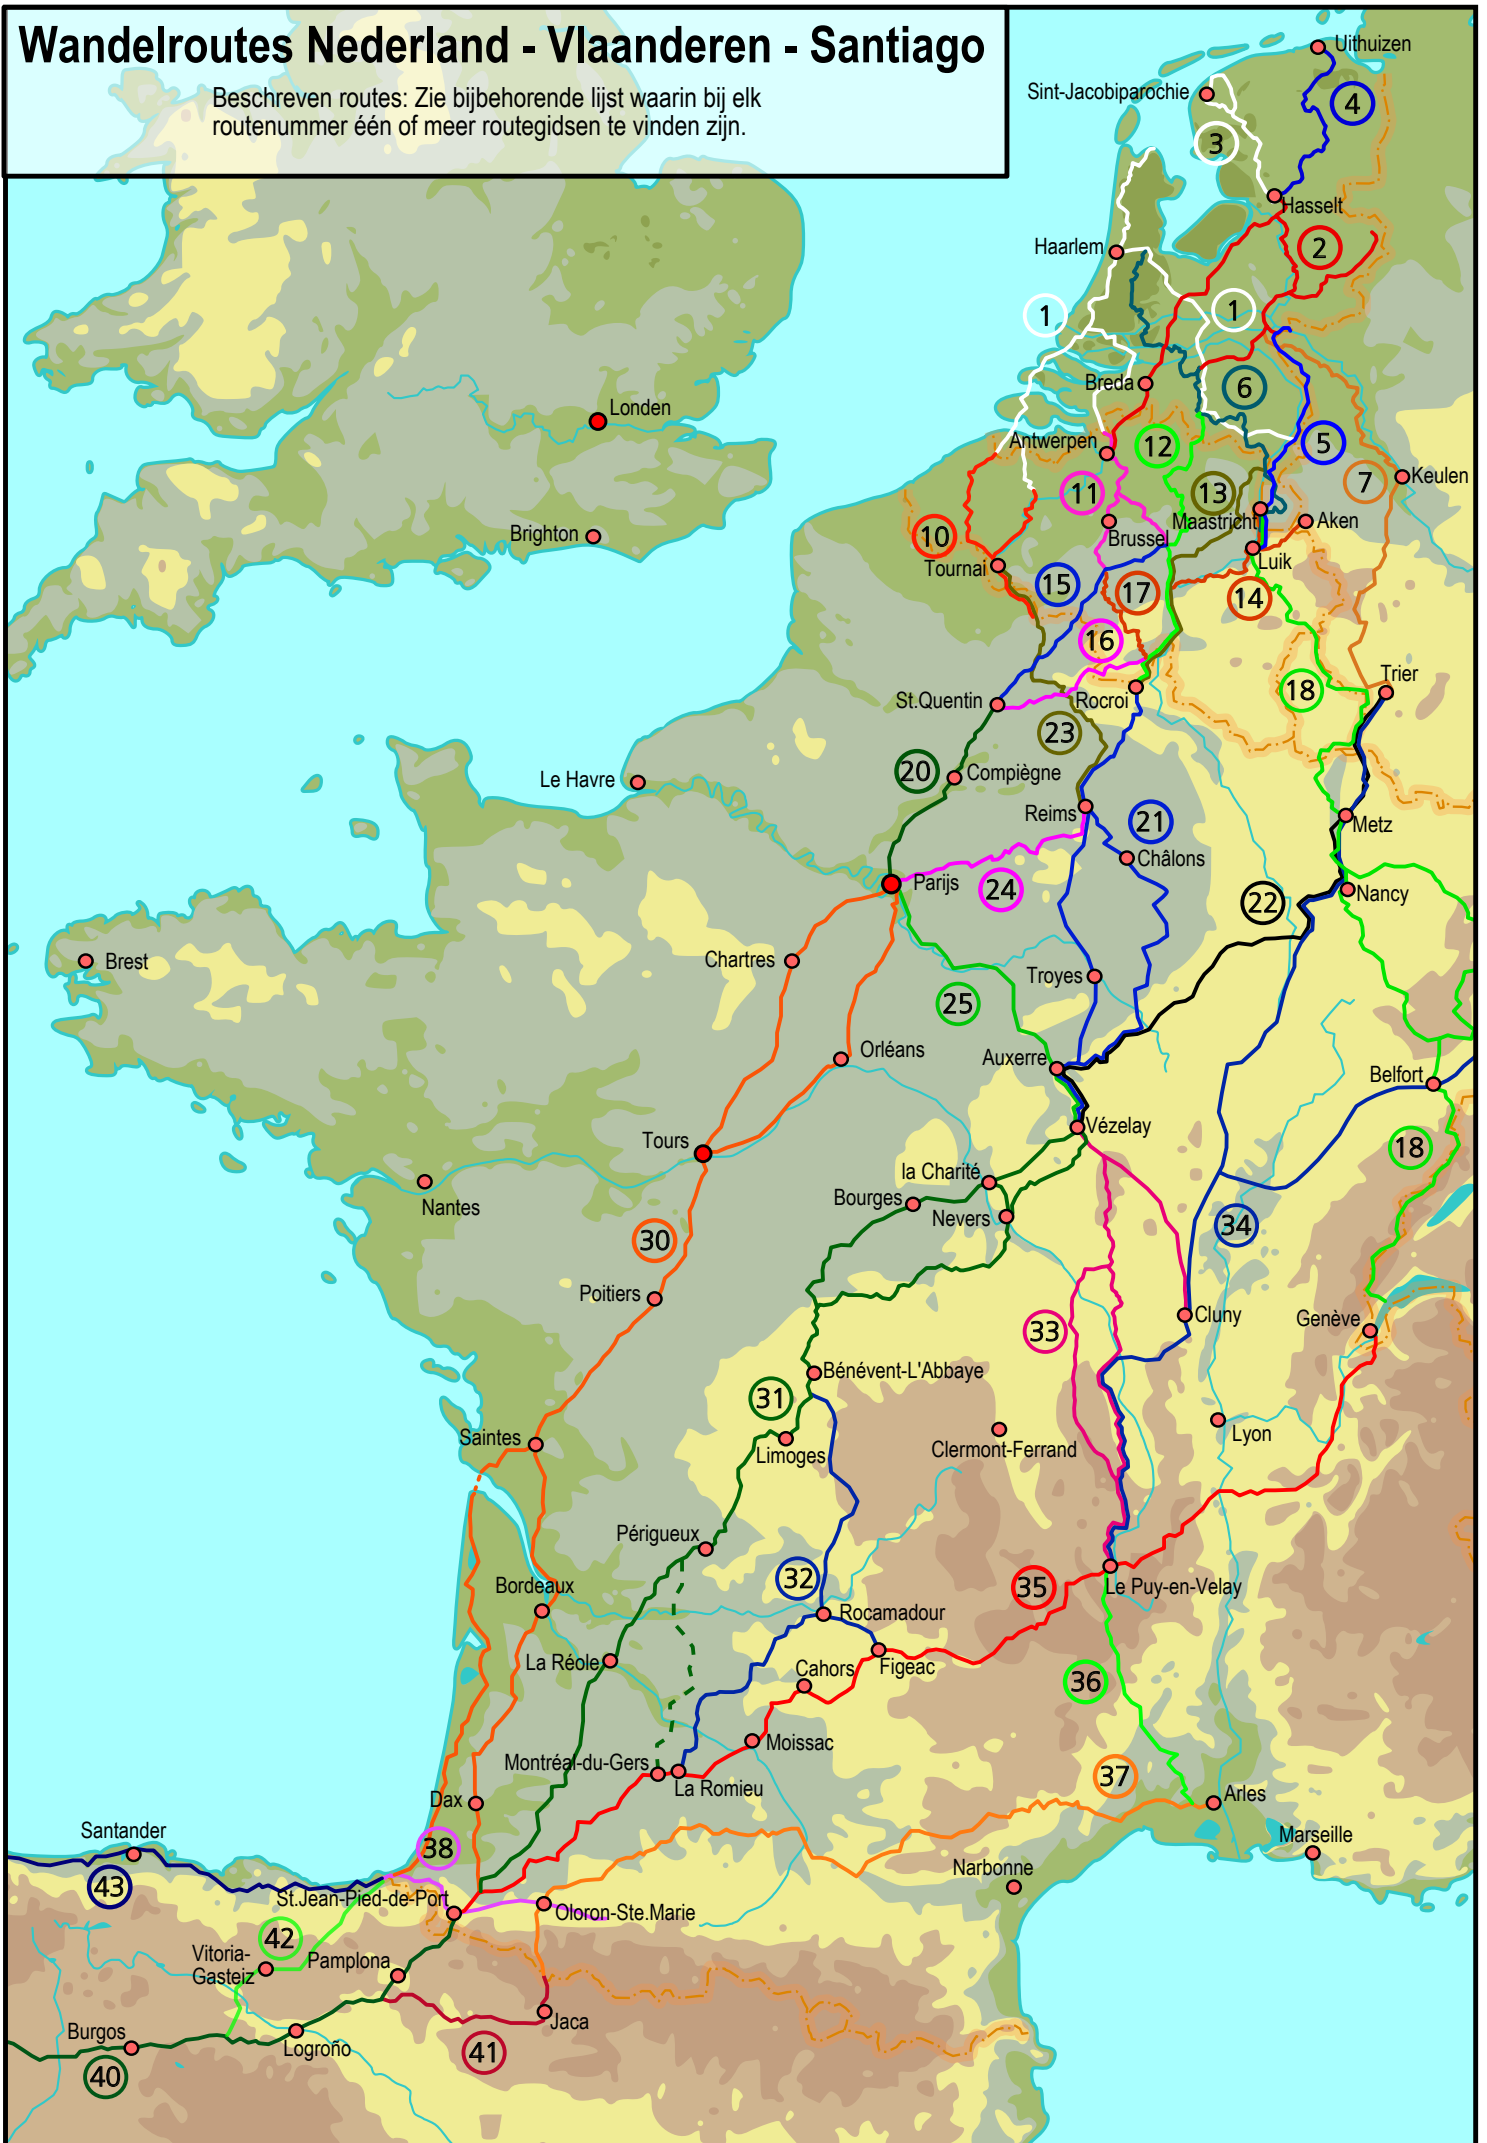 Wandelroutes Nederland - Vlaanderen - Santiago
Beschreven routes: Zie bijbehorende lijst waarin bij elk
routenummer één of meer routegidsen te vinden zijn.
Uithuizen
Sint-Jacobiparochie
4
3
Hasselt
2
Haarlem
1
1
Breda
6
Londen
Antwerpen
12
5
7
Keulen
11
13
Maastricht
Aken
Brighton
10
Brussel
Luik
Tournai
15
17
14
16
Trier
18
St.Quentin
Rocroi
23
20
Compiègne
Le Havre
Reims
21
Metz
Châlons
Parijs
24
22
Nancy
Brest
Chartres
Troyes
25
Orléans
Auxerre
Belfort
Vézelay
Tours
18
la Charité
Nantes
Bourges
Nevers
34
30
Poitiers
Cluny
Genève
33
Bénévent-L'Abbaye
31
Saintes
Limoges
Clermont-Ferrand
Lyon
Périgueux
32
35
Le Puy-en-Velay
Bordeaux
Rocamadour
La Réole
Figeac
Cahors
36
Moissac
Montréal-du-Gers
La Romieu
37
Dax
Arles
Santander
38
Marseille
43
Narbonne
St.Jean-Pied-de-Port
Oloron-Ste.Marie
42
Vitoria-
Gasteiz
Pamplona
Jaca
Burgos
Logroño
41
40